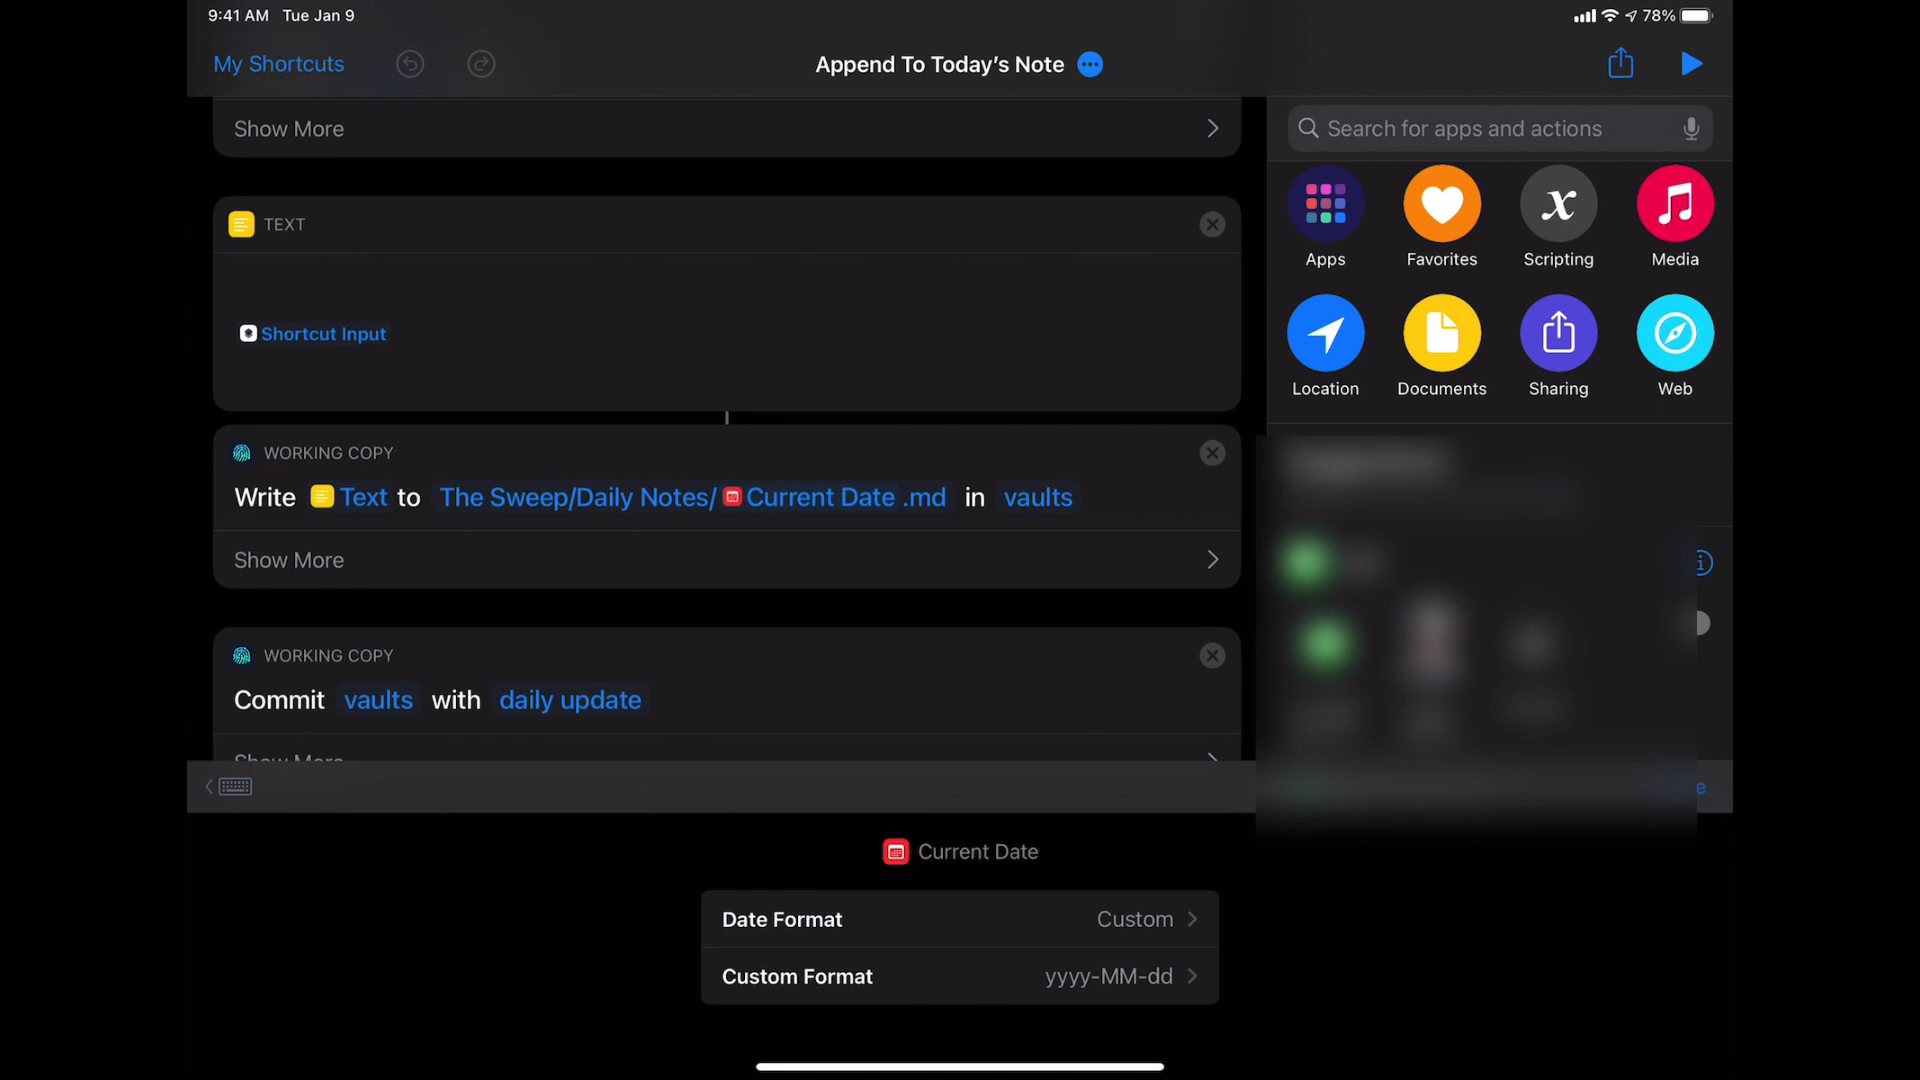 9:41 AM Tue Jan 9
78%
My Shortcuts
Append To Today's Note
Show More
Search for apps and actions
TEXT
Apps
Favorites
Scripting
Media
Shortcut Input
Location
Documents
Sharing
Web
WORKING COPY
Write Text to The Sweep/Daily Notes/ Current Date .md in vaults
Show More
WORKING COPY
Commit vaults with daily update
Show More
Current Date
Date Format Custom
Custom Format yyyy-MM-dd